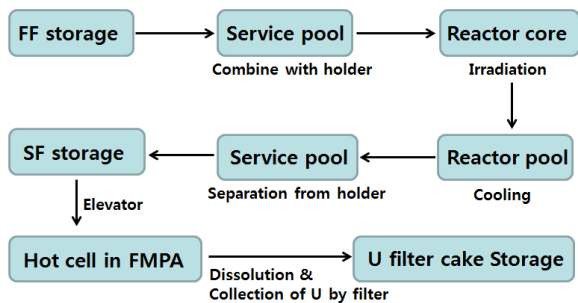 FF storage
Service pool
Reactor core
Combine with holder
Irradiation
SF storage
Service pool
Reactor pool
Separation from holder
Cooling
Elevator
Hot cell in FMPA
U filter cake Storage
Dissolution &
Collection of U by filter